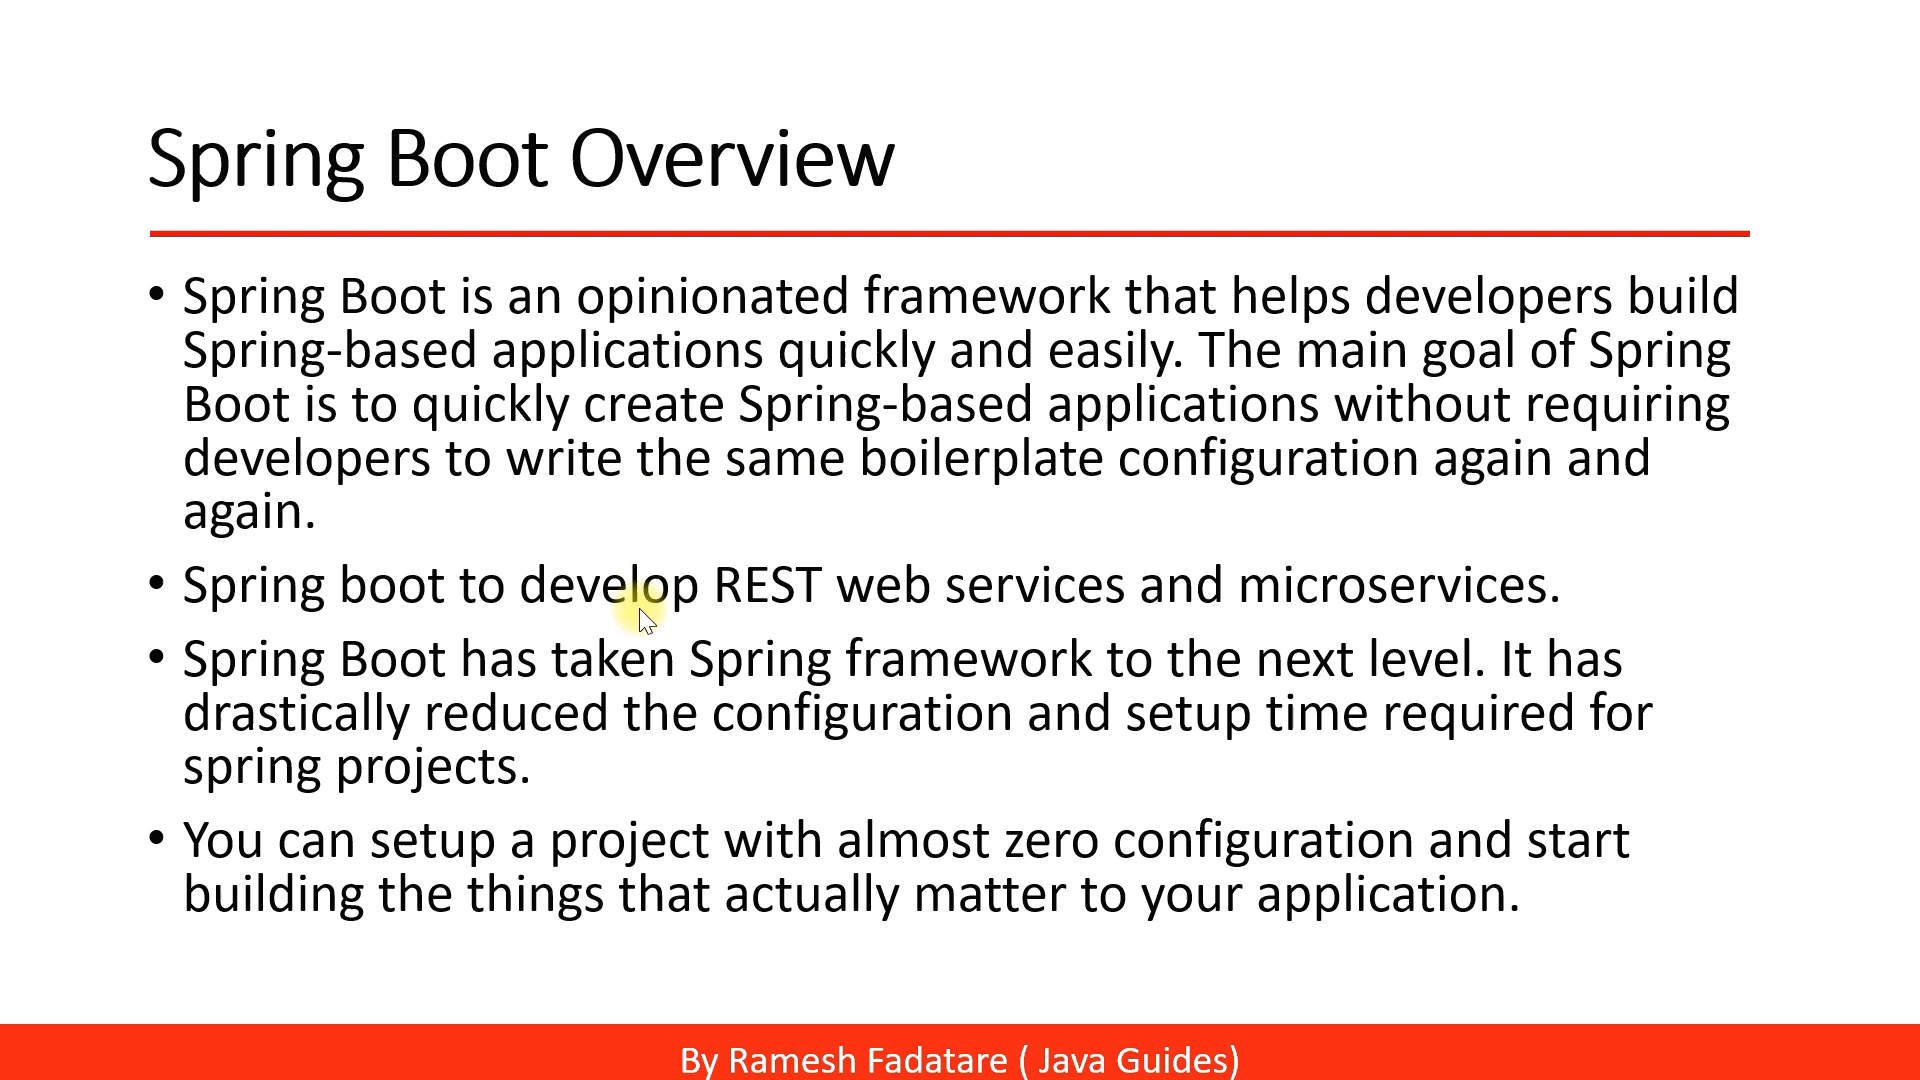 Spring Boot Overview
• Spring Boot is an opinionated framework that helps developers build
Spring-based applications quickly and easily. The main goal of Spring
Boot is to quickly create Spring-based applications without requiring
developers to write the same boilerplate configuration again and
again.
• Spring boot to develop REST web services and microservices.
• Spring Boot has taken Spring framework to the next level. It has
drastically reduced the configuration and setup time required for
spring projects.
• You can setup a project with almost zero configuration and start
building the things that actually matter to your application.
By Ramesh Fadatare ( Java Guides)